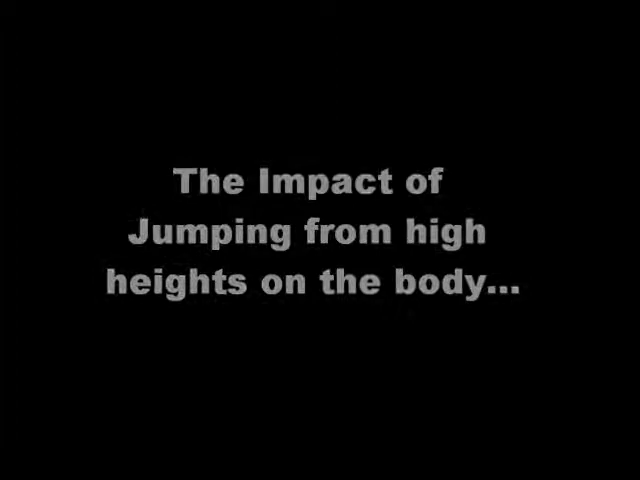 The Impact of
Jumping from high
heights on the body...